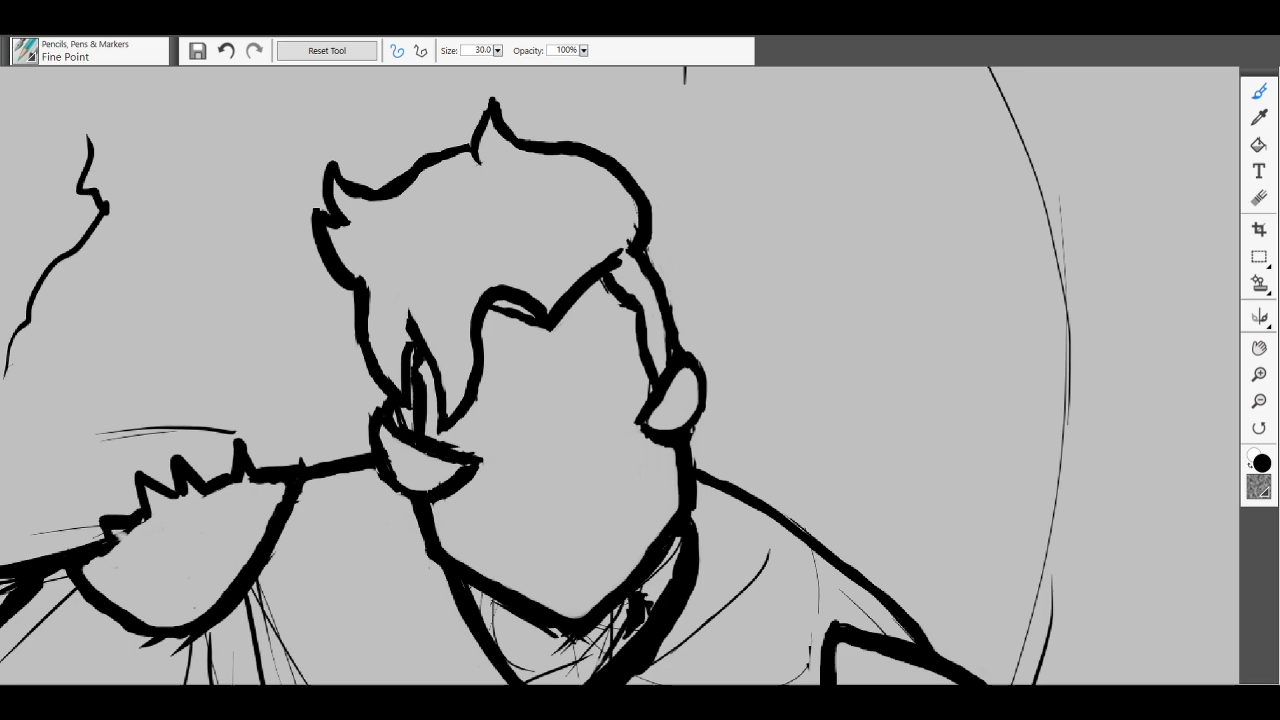 Pencils, Pens & Markers
Fine Point
Reset Tool
Size: 30.0
Opacity: 100%
T